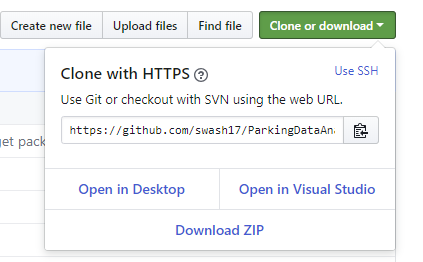 Create new file Upload files Find file Clone or download
Clone with HTTPS ? Use SSH
Use Git or checkout with SVN using the web URL.
https://github.com/swash17/ParkingDataAn
get pack
Open in Desktop Open in Visual Studio
Download ZIP